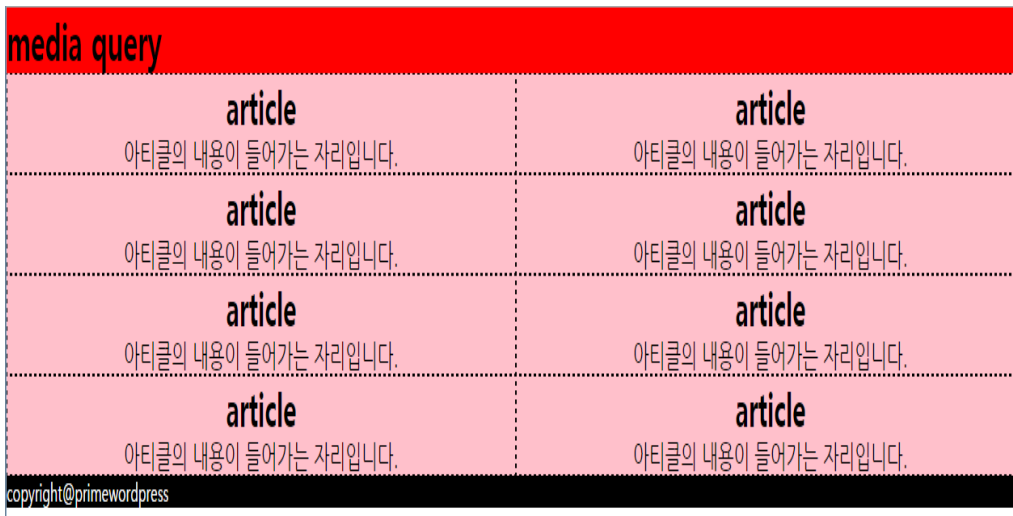 media query
article
아티클의 내용이 들어가는 자리입니다.
article
아티클의 내용이 들어가는 자리입니다.
article
아티클의 내용이 들어가는 자리입니다.
article
아티클의 내용이 들어가는 자리입니다.
article
아티클의 내용이 들어가는 자리입니다.
article
아티클의 내용이 들어가는 자리입니다.
article
아티클의 내용이 들어가는 자리입니다.
article
아티클의 내용이 들어가는 자리입니다.
copyright@primewordpress